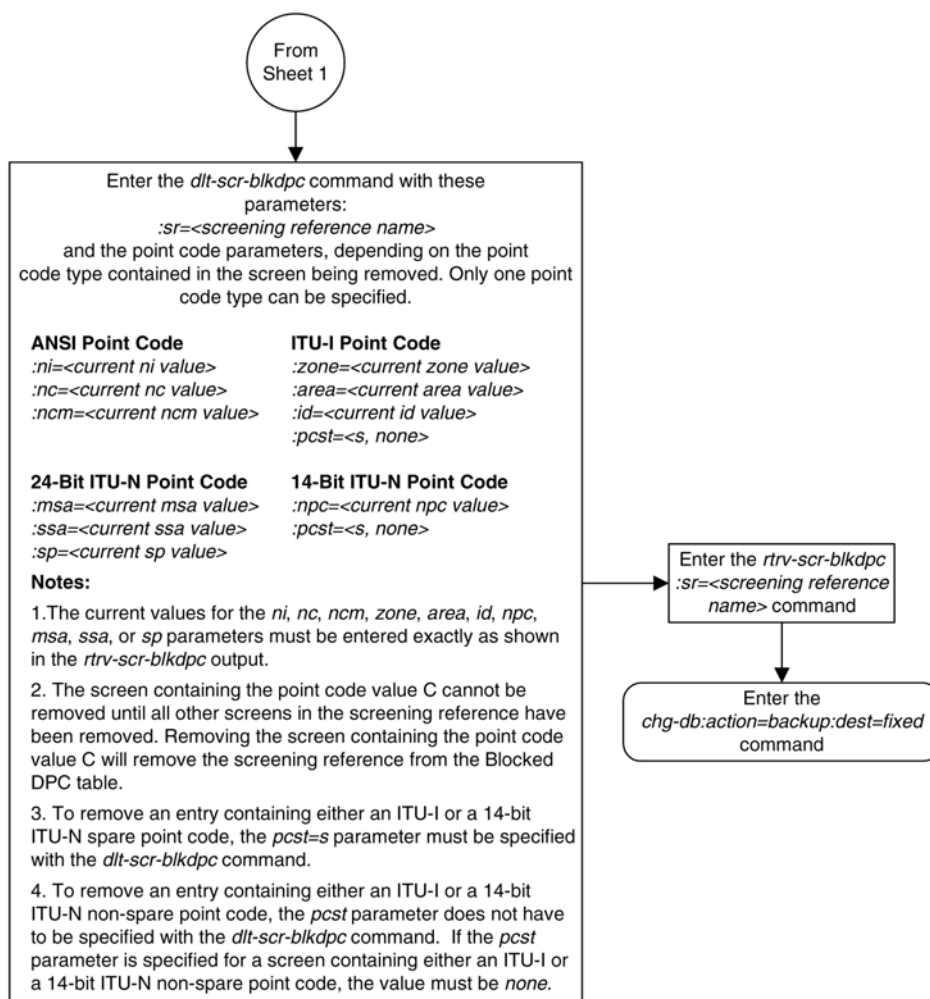 From
Sheet 1
Enter the dlt-scr-blkdpc command with these
parameters:
:sr=<screening reference name>
and the point code parameters, depending on the point
code type contained in the screen being removed. Only one point
code type can be specified.
ANSI Point Code
:ni=<current ni value>
:nc=<current nc value>
:ncm=<current ncm value>
ITU-I Point Code
:zone=<current zone value>
:area=<current area value>
:id=<current id value>
:pcst=<s, none>
24-Bit ITU-N Point Code
:msa=<current msa value>
:ssa=<current ssa value>
:sp=<current sp value>
14-Bit ITU-N Point Code
:npc=<current npc value>
:pcst=<s, none>
Notes:
1.The current values for the ni, nc, ncm, zone, area, id, npc,
msa, ssa, or sp parameters must be entered exactly as shown
in the rtrv-scr-blkdpc output.
2. The screen containing the point code value C cannot be
removed until all other screens in the screening reference have
been removed. Removing the screen containing the point code
value C will remove the screening reference from the Blocked
DPC table.
3. To remove an entry containing either an ITU-I or a 14-bit
ITU-N spare point code, the pcst=s parameter must be specified
with the dlt-scr-blkdpc command.
4. To remove an entry containing either an ITU-I or a 14-bit
ITU-N non-spare point code, the pcst parameter does not have
to be specified with the dlt-scr-blkdpc command. If the pcst
parameter is specified for a screen containing either an ITU-I or
a 14-bit ITU-N non-spare point code, the value must be none.
Enter the rtrv-scr-blkdpc
:sr=<screening reference
name> command
Enter the
chg-db:action=backup:dest=fixed
command